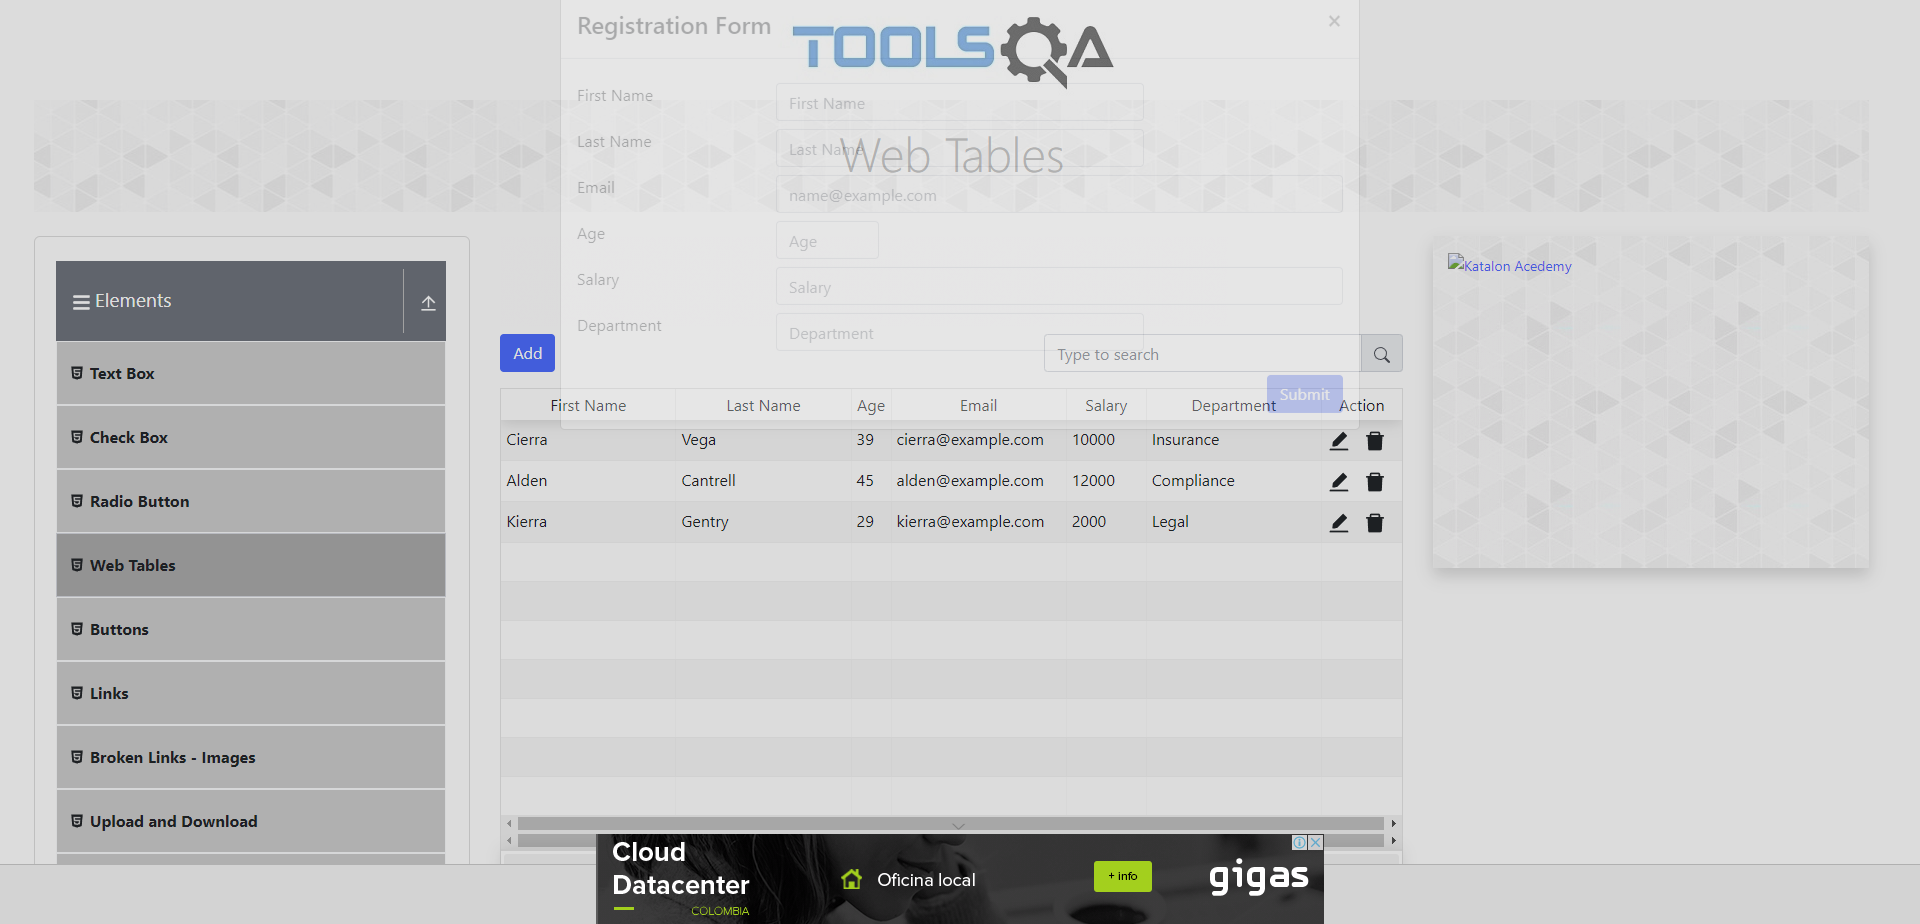 Registration Form
×
TOOLSQA
First Name
First Name
Last Name
Last Name
Web Tables
Email
name@example.com
Age
Age
Salary
Salary
Department
Department
Submit
Elements
Text Box
Check Box
Radio Button
Web Tables
Buttons
Links
Broken Links - Images
Upload and Download
Add
Type to search
First Name Last Name Age Email Salary Department Action
Cierra Vega 39 cierra@example.com 10000 Insurance
Alden Cantrell 45 alden@example.com 12000 Compliance
Kierra Gentry 29 kierra@example.com 2000 Legal
Katalon Acedemy
Cloud
Datacenter
COLOMBIA
Oficina local
+ info
gigas